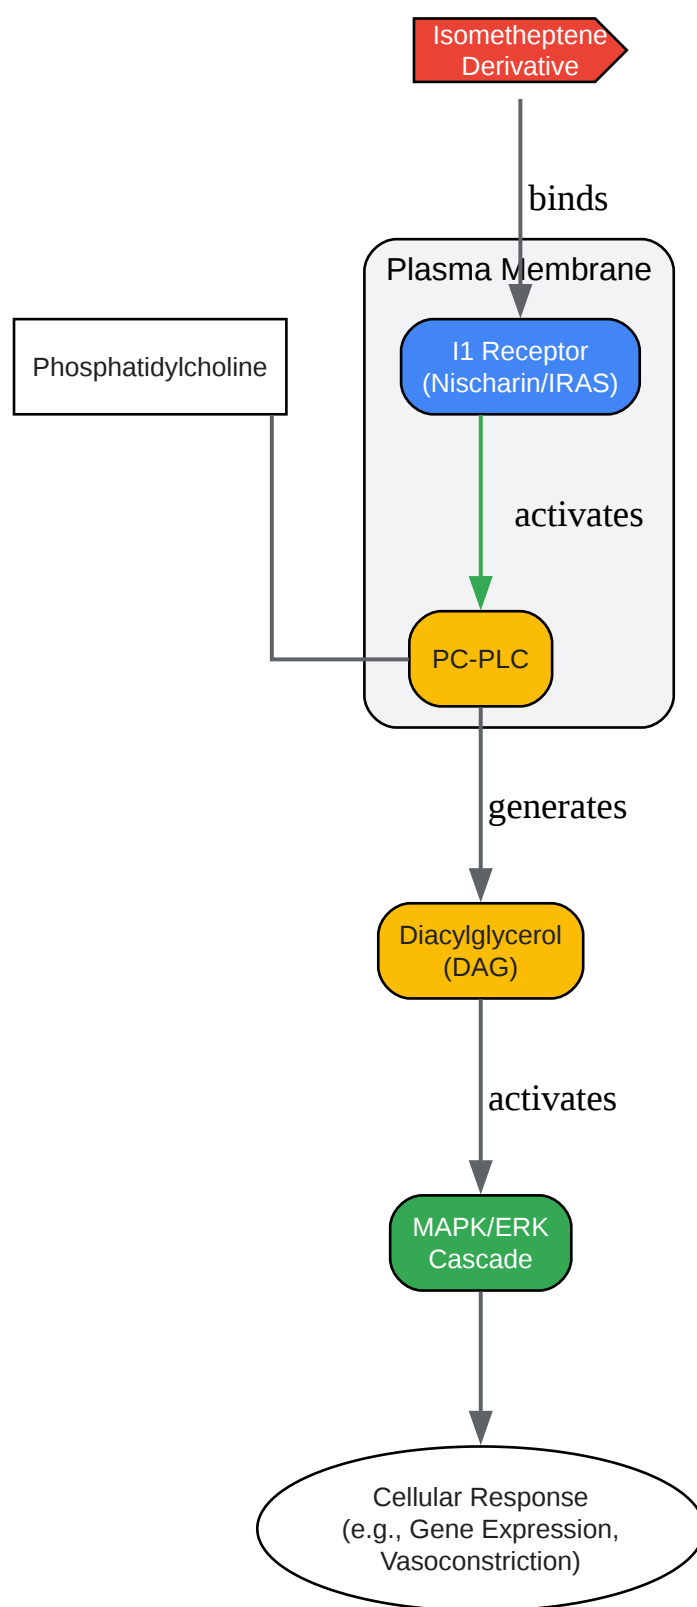 Isometheptene
Derivative
binds
Plasma Membrane
I1 Receptor
(Nischarin/IRAS)
Phosphatidylcholine
activates
PC-PLC
generates
Diacylglycerol
(DAG)
activates
MAPK/ERK
Cascade
Cellular Response
(e.g., Gene Expression,
Vasoconstriction)